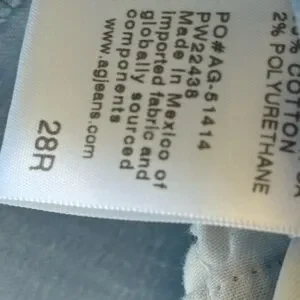 COTTON
2% POLYURETHANE
PO#AG-51414
PW22438
Made in Mexico of
imported fabric and
globally sourced
components
www.agjeans.com
28R